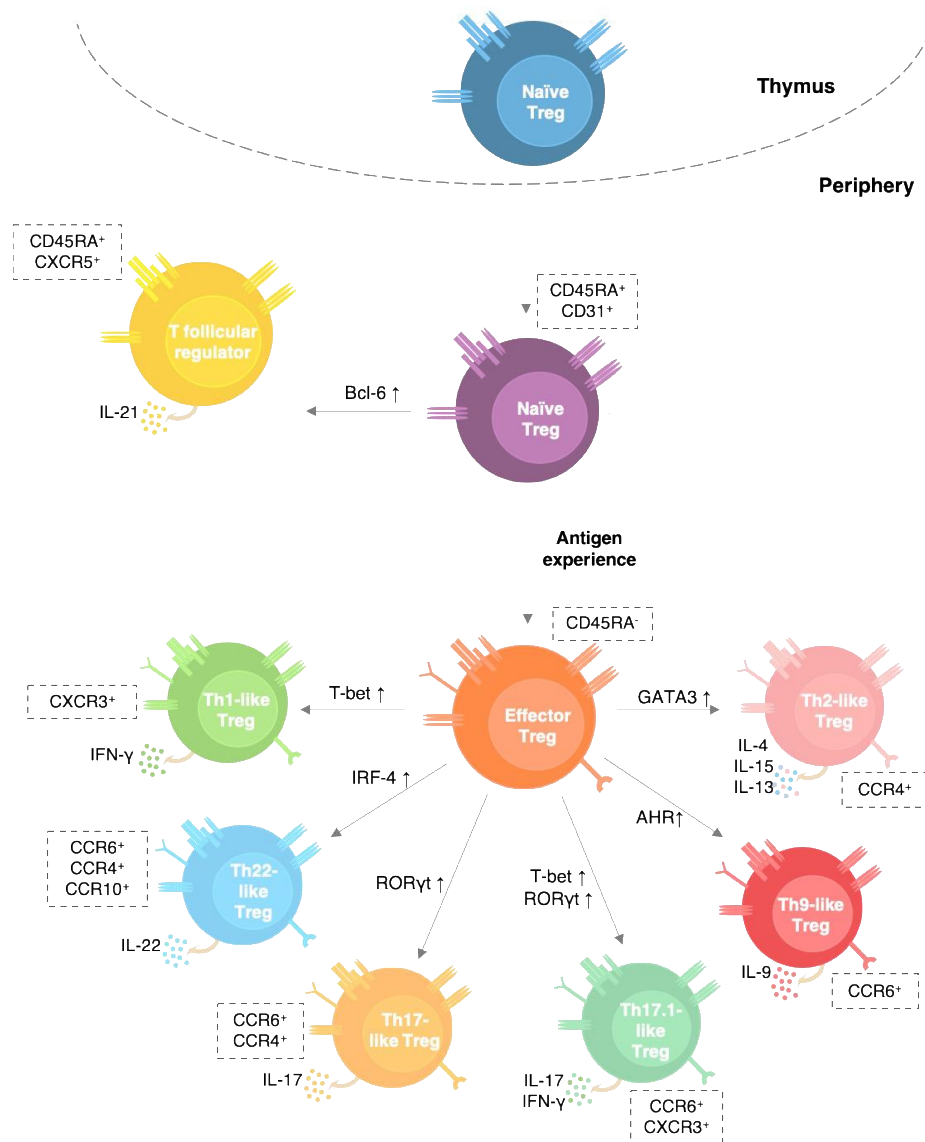 Naïve
Treg
Thymus
Periphery
CD45RA⁺
CXCR5⁺
T follicular
regulator
IL-21
Bcl-6 ↑
CD45RA⁺
CD31⁺
Naïve
Treg
Antigen
experience
CD45RA⁻
Effector
Treg
CXCR3⁺
Th1-like
Treg
IFN-γ
T-bet ↑
GATA3 ↑
Th2-like
Treg
IL-4
IL-15
IL-13
CCR4⁺
IRF-4 ↑
CCR6⁺
CCR4⁺
CCR10⁺
Th22-
like
Treg
IL-22
AHR↑
Th9-like
Treg
IL-9
CCR6⁺
RORγt ↑
CCR6⁺
CCR4⁺
Th17-
like Treg
IL-17
T-bet ↑
RORγt ↑
Th17.1-
like
Treg
IL-17
IFN-γ
CCR6⁺
CXCR3⁺